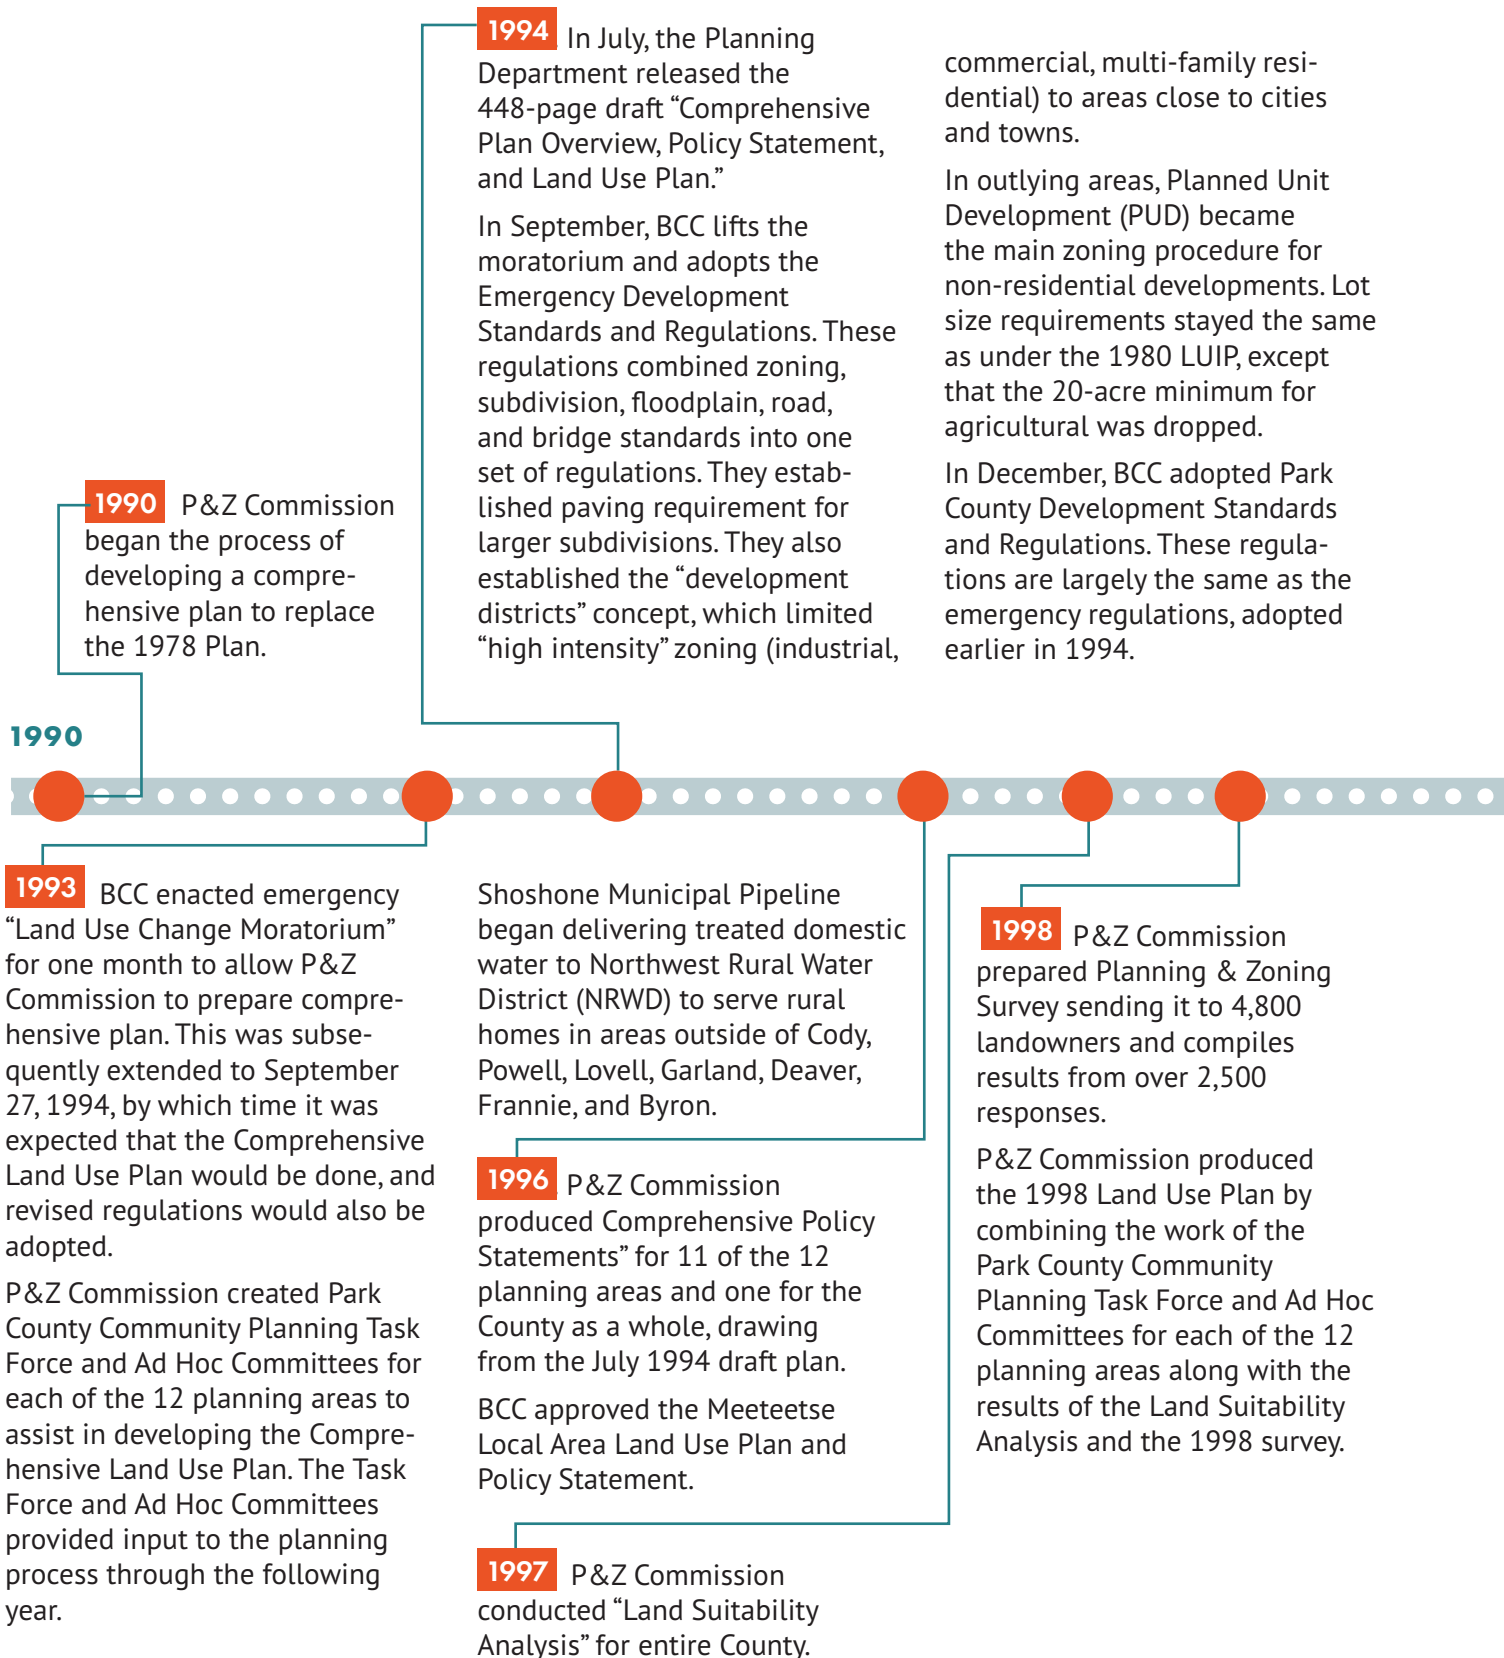 1990 P&Z Commission
began the process of
developing a compre-
hensive plan to replace
the 1978 Plan.
1994 In July, the Planning
Department released the
448-page draft “Comprehensive
Plan Overview, Policy Statement,
and Land Use Plan.”
In September, BCC lifts the
moratorium and adopts the
Emergency Development
Standards and Regulations. These
regulations combined zoning,
subdivision, floodplain, road,
and bridge standards into one
set of regulations. They estab-
lished paving requirement for
larger subdivisions. They also
established the “development
districts” concept, which limited
“high intensity” zoning (industrial,
commercial, multi-family resi-
dential) to areas close to cities
and towns.
In outlying areas, Planned Unit
Development (PUD) became
the main zoning procedure for
non-residential developments. Lot
size requirements stayed the same
as under the 1980 LUIP, except
that the 20-acre minimum for
agricultural was dropped.
In December, BCC adopted Park
County Development Standards
and Regulations. These regula-
tions are largely the same as the
emergency regulations, adopted
earlier in 1994.
1990
1993 BCC enacted emergency
“Land Use Change Moratorium”
for one month to allow P&Z
Commission to prepare compre-
hensive plan. This was subse-
quently extended to September
27, 1994, by which time it was
expected that the Comprehensive
Land Use Plan would be done, and
revised regulations would also be
adopted.
P&Z Commission created Park
County Community Planning Task
Force and Ad Hoc Committees for
each of the 12 planning areas to
assist in developing the Compre-
hensive Land Use Plan. The Task
Force and Ad Hoc Committees
provided input to the planning
process through the following
year.
Shoshone Municipal Pipeline
began delivering treated domestic
water to Northwest Rural Water
District (NRWD) to serve rural
homes in areas outside of Cody,
Powell, Lovell, Garland, Deaver,
Frannie, and Byron.
1996 P&Z Commission
produced Comprehensive Policy
Statements” for 11 of the 12
planning areas and one for the
County as a whole, drawing
from the July 1994 draft plan.
BCC approved the Meeteetse
Local Area Land Use Plan and
Policy Statement.
1997 P&Z Commission
conducted “Land Suitability
Analysis” for entire County.
1998 P&Z Commission
prepared Planning & Zoning
Survey sending it to 4,800
landowners and compiles
results from over 2,500
responses.
P&Z Commission produced
the 1998 Land Use Plan by
combining the work of the
Park County Community
Planning Task Force and Ad Hoc
Committees for each of the 12
planning areas along with the
results of the Land Suitability
Analysis and the 1998 survey.